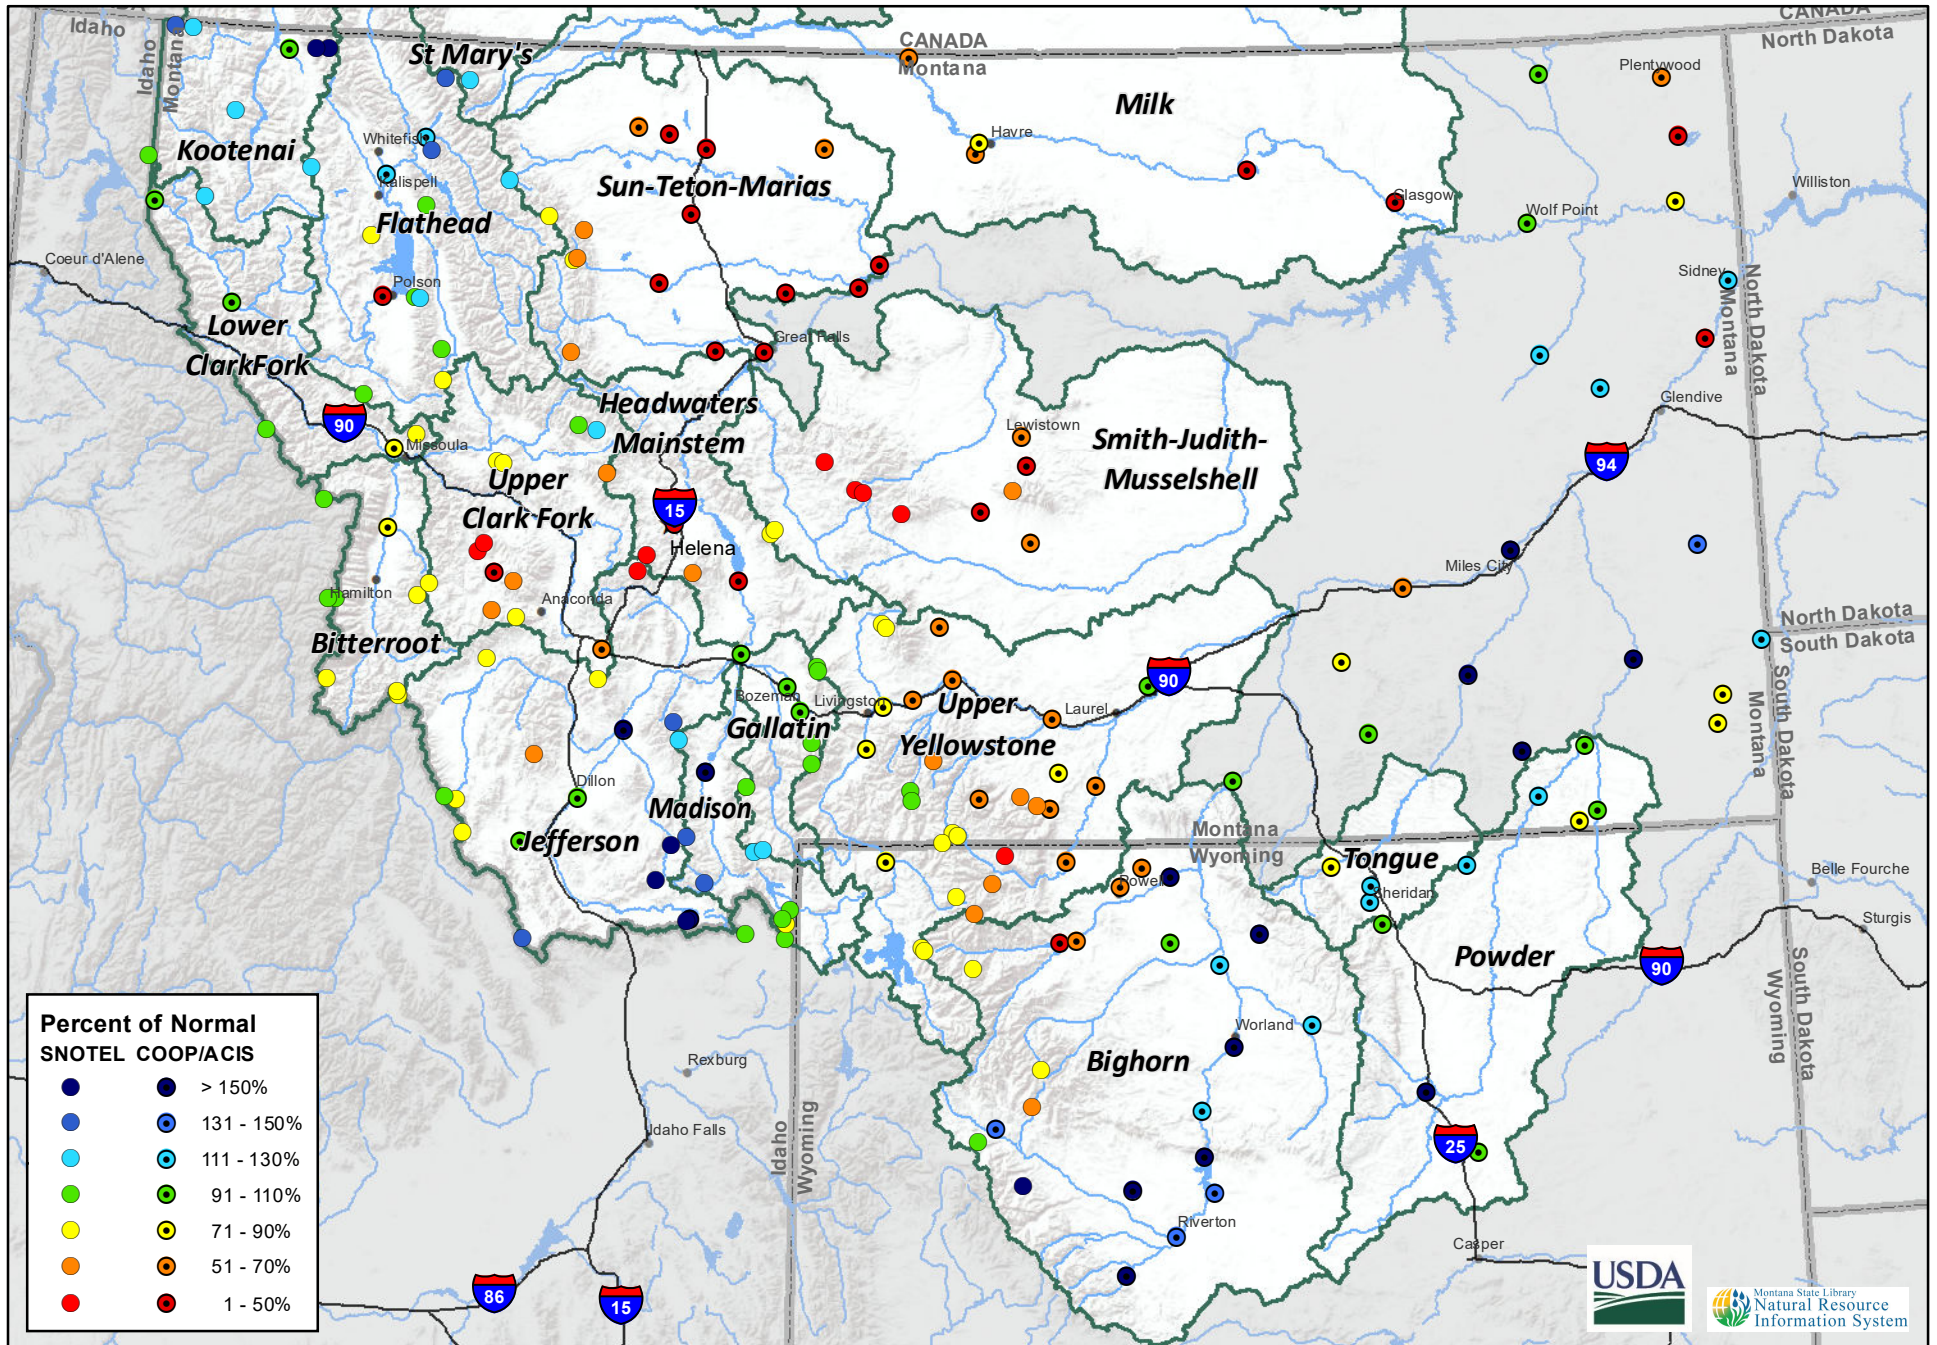 CANADA
Idaho
Idaho
Montana
St Mary's
CANADA
Montana
Milk
CANADA
North Dakota
Plentywood
Havre
Whitefish
Kootenai
Kalispell
Flathead
Sun-Teton-Marias
Glasgow
Wolf Point
Williston
Coeur d'Alene
Polson
Sidney
Montana
North Dakota
Lower
ClarkFork
Great Falls
Glendive
90
Missoula
Headwaters
Mainstem
Lewistown
Smith-Judith-
Musselshell
94
Upper
Clark Fork
15
Helena
Miles City
Hamilton
Anaconda
Bitterroot
North Dakota
South Dakota
Bozeman
Livingston
Gallatin
Upper
Yellowstone
Laurel
90
Montana
South Dakota
Dillon
Madison
Jefferson
Montana
Wyoming
Tongue
Powell
Sheridan
Belle Fourche
Sturgis
Powder
90
Wyoming
South Dakota
Percent of Normal
SNOTEL COOP/ACIS
> 150%
131 - 150%
111 - 130%
91 - 110%
71 - 90%
51 - 70%
1 - 50%
Rexburg
Idaho Falls
Idaho
Wyoming
Worland
Bighorn
25
Riverton
Casper
86
15
USDA
Montana State Library
Natural Resource
Information System